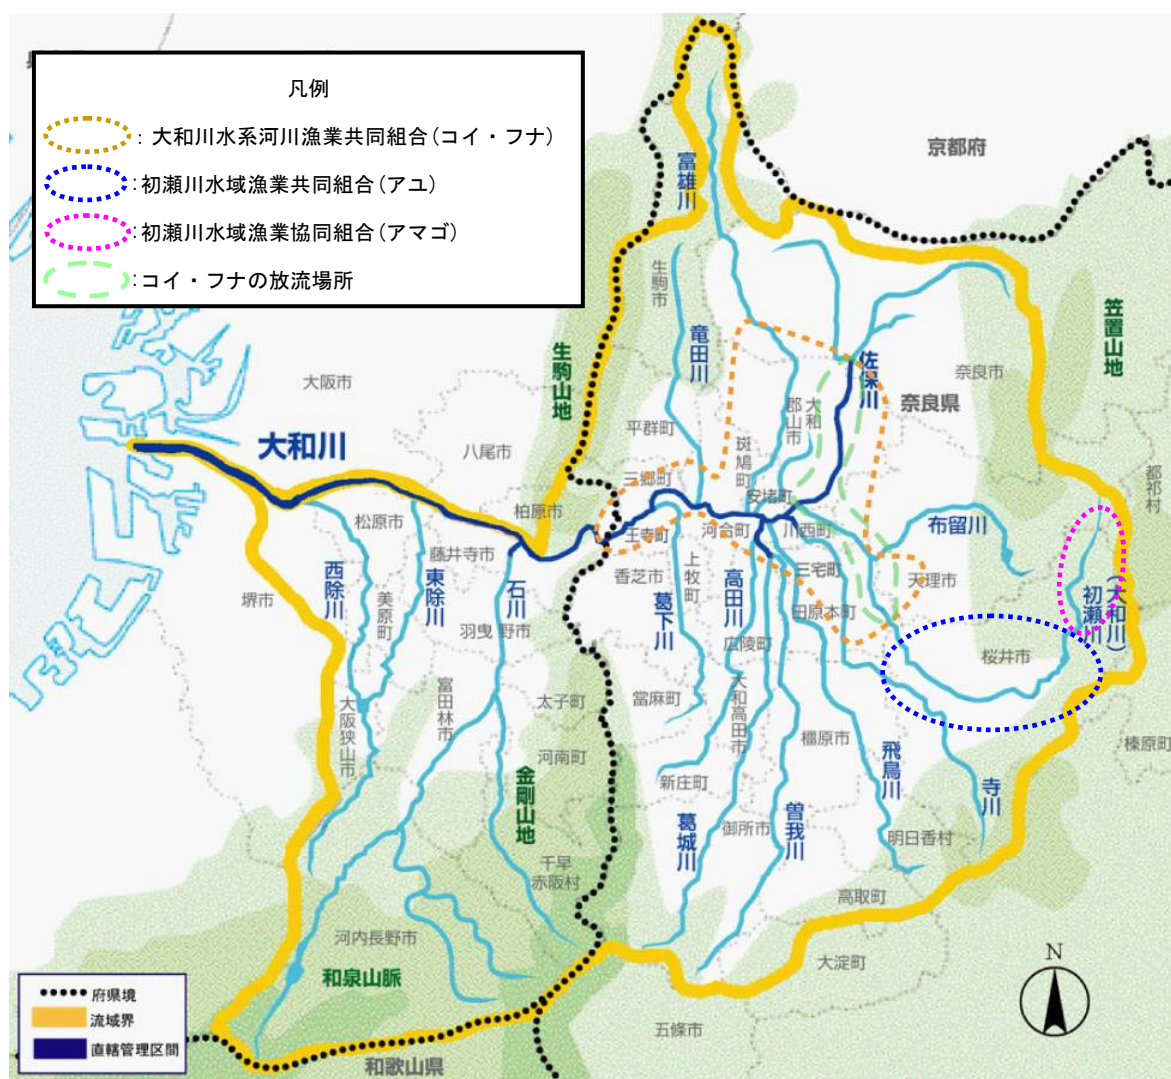 凡例
：大和川水系河川漁業共同組合（コイ・フナ）
：初瀬川水域漁業共同組合（アユ）
：初瀬川水域漁業協同組合（アマゴ）
：コイ・フナの放流場所
京都府
富雄川
生駒市
笠置山地
竜田川
生駒山地
大阪市
佐保川
奈良市
奈良県
大和郡山市
大和川
平群町
斑鳩町
八尾市
三郷町
都祁村
柏原市
安堵町
松原市
王寺町
河合町
川西町
布留川
藤井寺市
西除川
東除川
石川
香芝市
上牧町
高田川
三宅町
天理市
初瀬川
（大和川）
堺市
美原町
葛下川
田原本町
羽曳野市
広陵町
桜井市
富田林市
太子町
當麻町
大和高田市
大阪狭山市
橿原市
飛鳥川
榛原町
河南町
新庄町
金剛山地
寺川
葛城川
御所市
曽我川
明日香村
千早
赤阪村
高取町
河内長野市
大淀町
和泉山脈
N
五條市
和歌山県
府県境
流域界
直轄管理区間